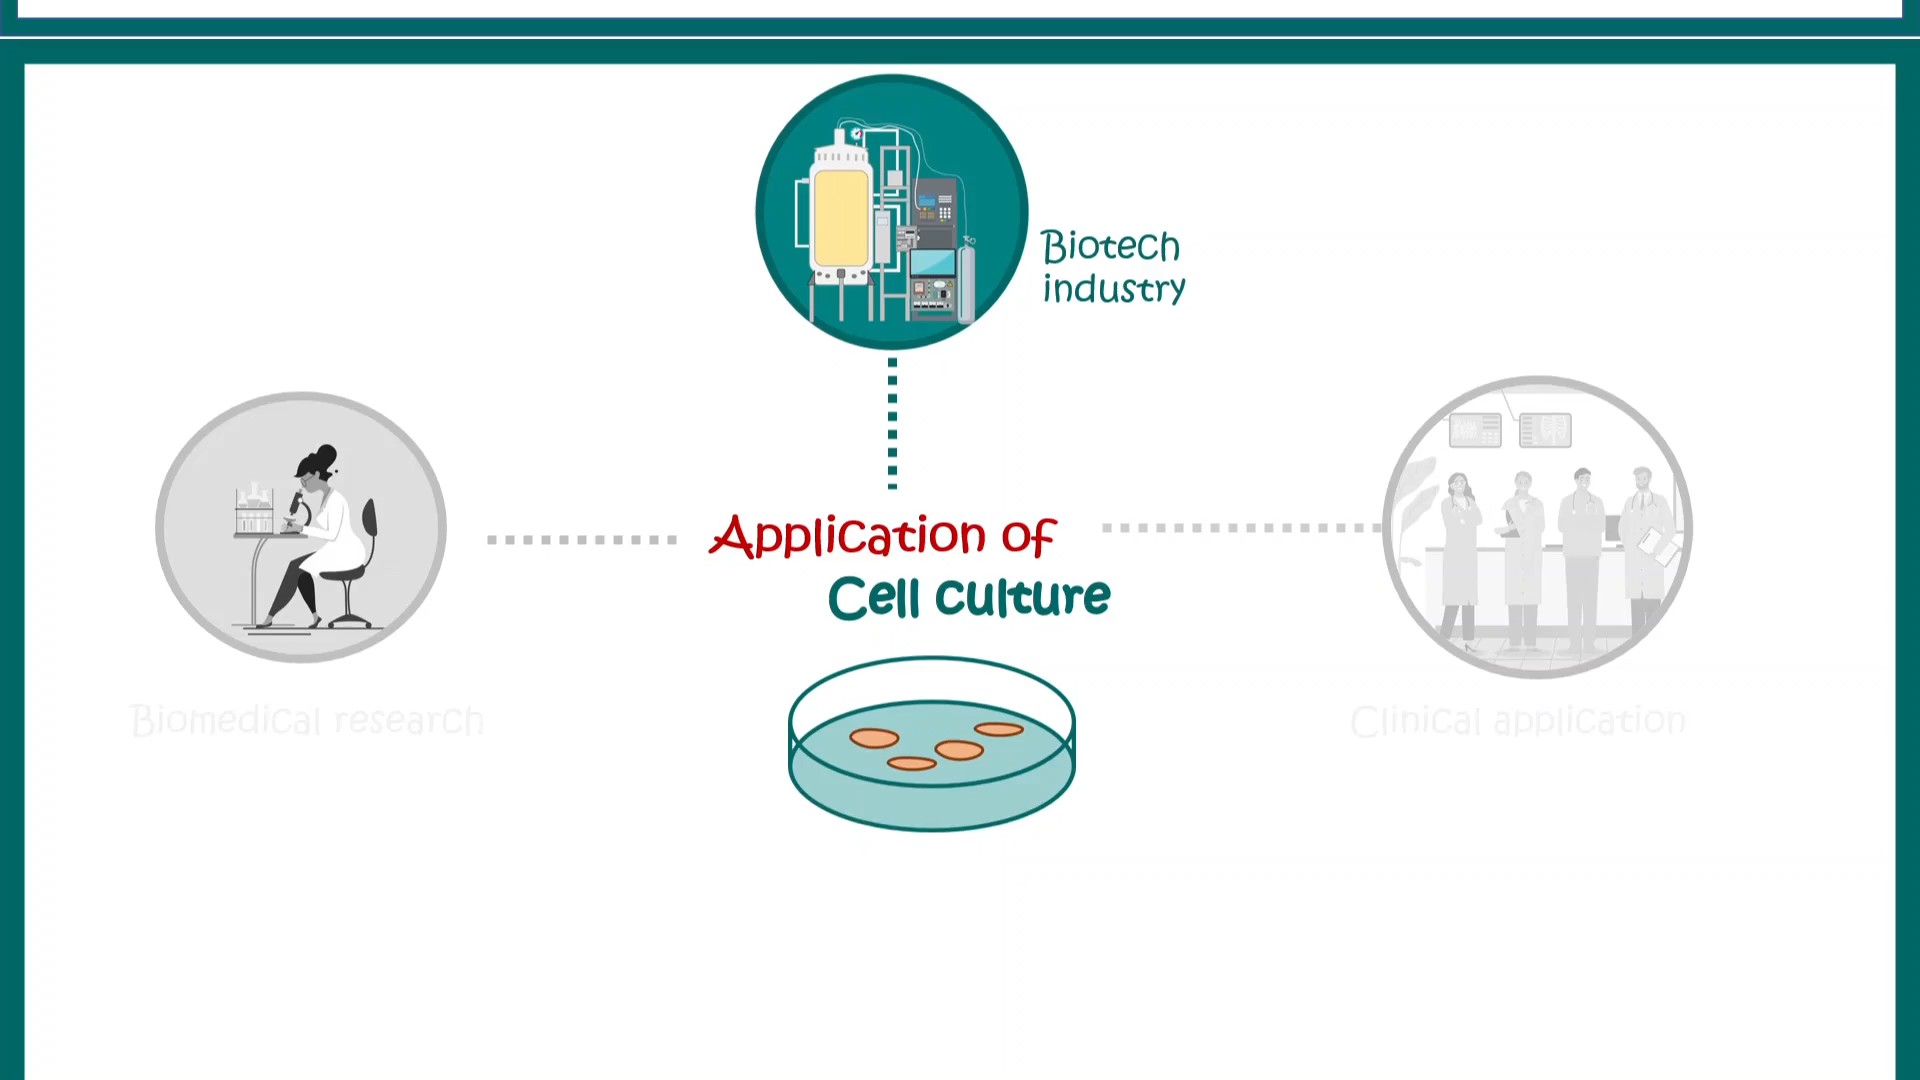 Biotech
industry
Application of
Cell culture
Biomedical research
Clinical application